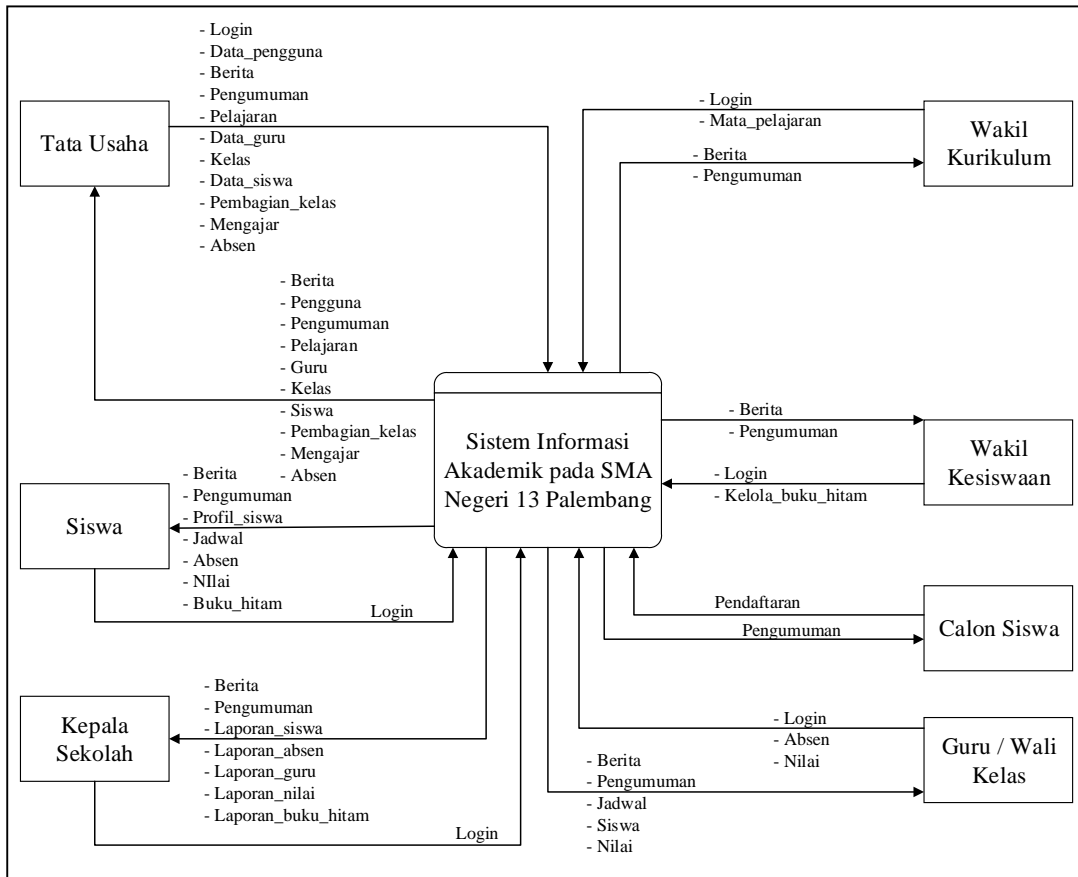 - Login
- Data_pengguna
- Berita
- Pengumuman
- Pelajaran
- Data_guru
- Kelas
- Data_siswa
- Pembagian_kelas
- Mengajar
- Absen
Tata Usaha
- Login
- Mata_pelajaran
- Berita
- Pengumuman
Wakil
Kurikulum
- Berita
- Pengguna
- Pengumuman
- Pelajaran
- Guru
- Kelas
- Siswa
- Pembagian_kelas
- Mengajar
- Absen
Sistem Informasi
Akademik pada SMA
Negeri 13 Palembang
- Berita
- Pengumuman
- Login
- Kelola_buku_hitam
Wakil
Kesiswaan
Siswa
- Berita
- Pengumuman
- Profil_siswa
- Jadwal
- Absen
- NIlai
- Buku_hitam
Login
Pendaftaran
Pengumuman
Calon Siswa
Kepala
Sekolah
- Berita
- Pengumuman
- Laporan_siswa
- Laporan_absen
- Laporan_guru
- Laporan_nilai
- Laporan_buku_hitam
Login
- Login
- Absen
- Nilai
- Berita
- Pengumuman
- Jadwal
- Siswa
- Nilai
Guru / Wali
Kelas